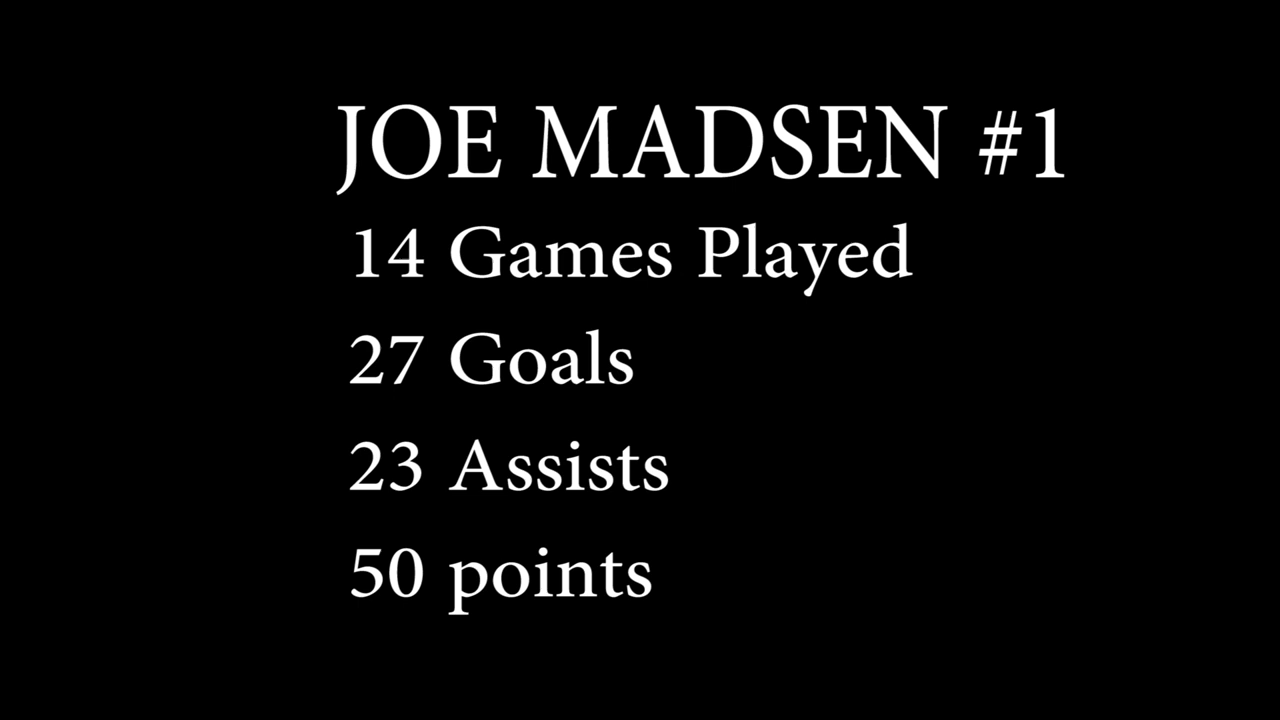 JOE MADSEN #1
14 Games Played
27 Goals
23 Assists
50 points